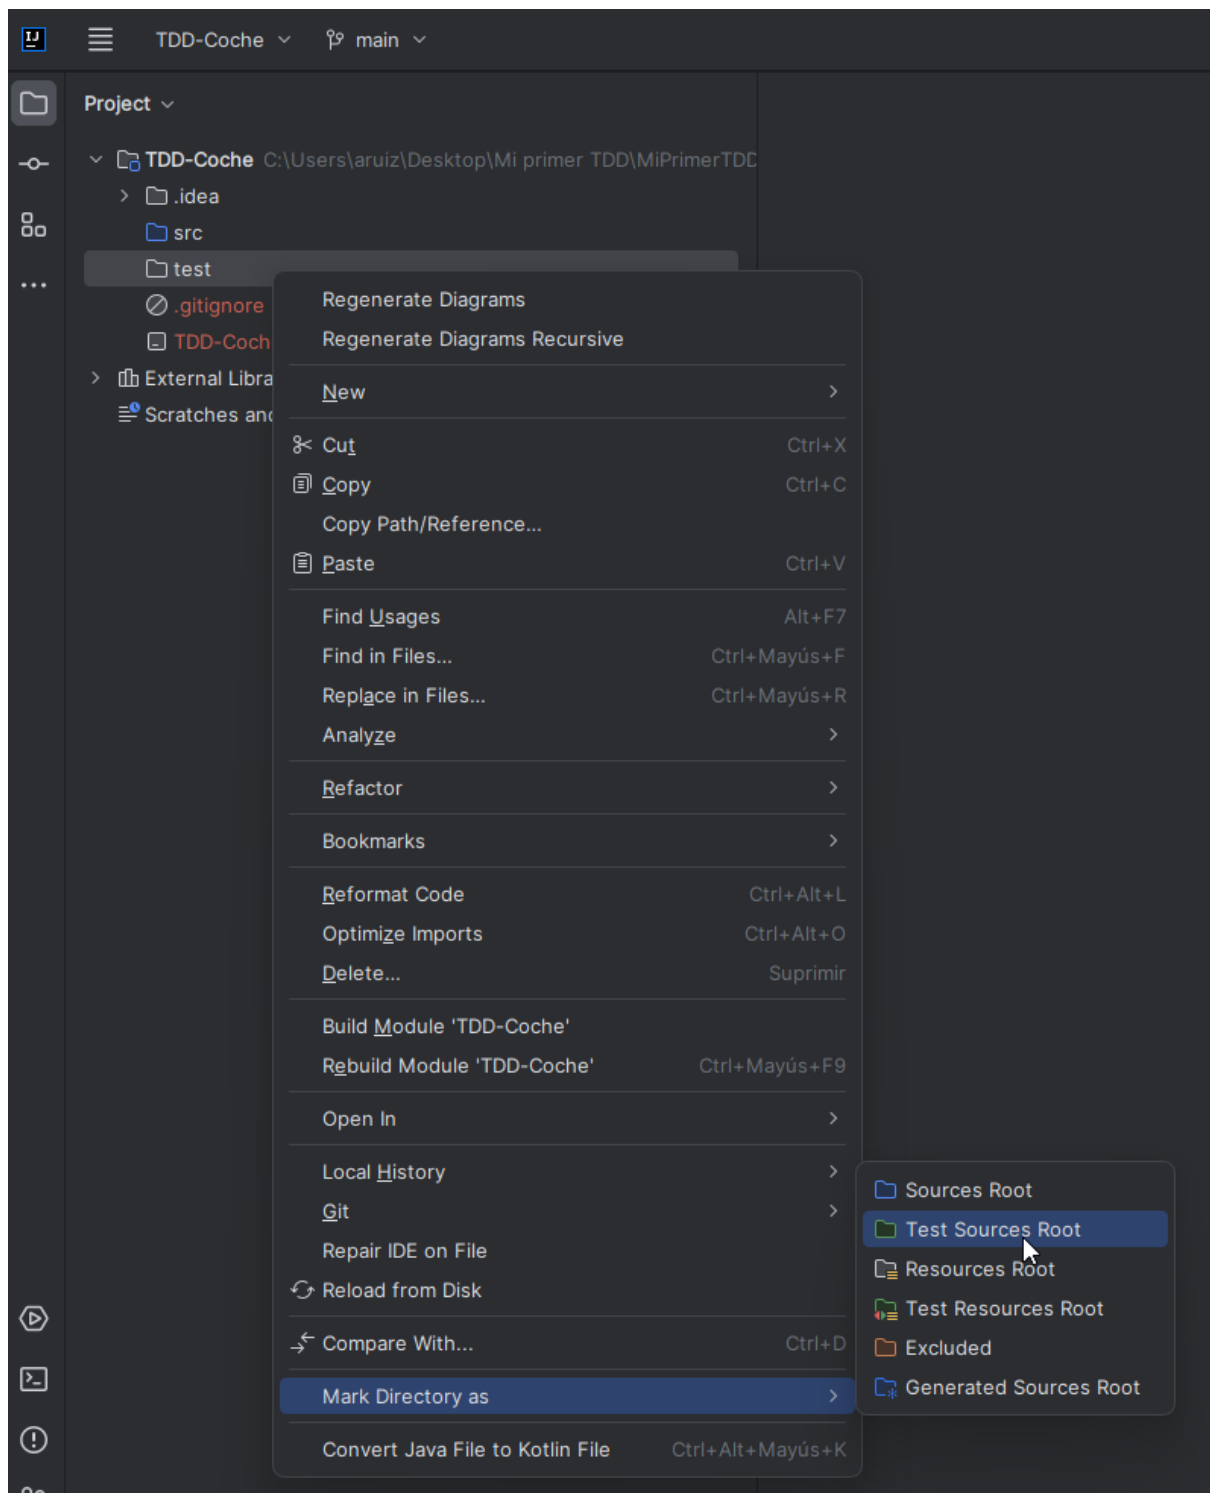 IJ
TDD-Coche main
Project
TDD-Coche C:\Users\aruiz\Desktop\Mi primer TDD\MiPrimerTDD
.idea
src
test
.gitignore
TDD-Coch
External Libra
Scratches and
Regenerate Diagrams
Regenerate Diagrams Recursive
New
Cut Ctrl+X
Copy Ctrl+C
Copy Path/Reference...
Paste Ctrl+V
Find Usages Alt+F7
Find in Files... Ctrl+Mayús+F
Replace in Files... Ctrl+Mayús+R
Analyze
Refactor
Bookmarks
Reformat Code Ctrl+Alt+L
Optimize Imports Ctrl+Alt+O
Delete... Suprimir
Build Module 'TDD-Coche'
Rebuild Module 'TDD-Coche' Ctrl+Mayús+F9
Open In
Local History
Git
Repair IDE on File
Reload from Disk
Compare With... Ctrl+D
Mark Directory as
Convert Java File to Kotlin File Ctrl+Alt+Mayús+K
Sources Root
Test Sources Root
Resources Root
Test Resources Root
Excluded
Generated Sources Root